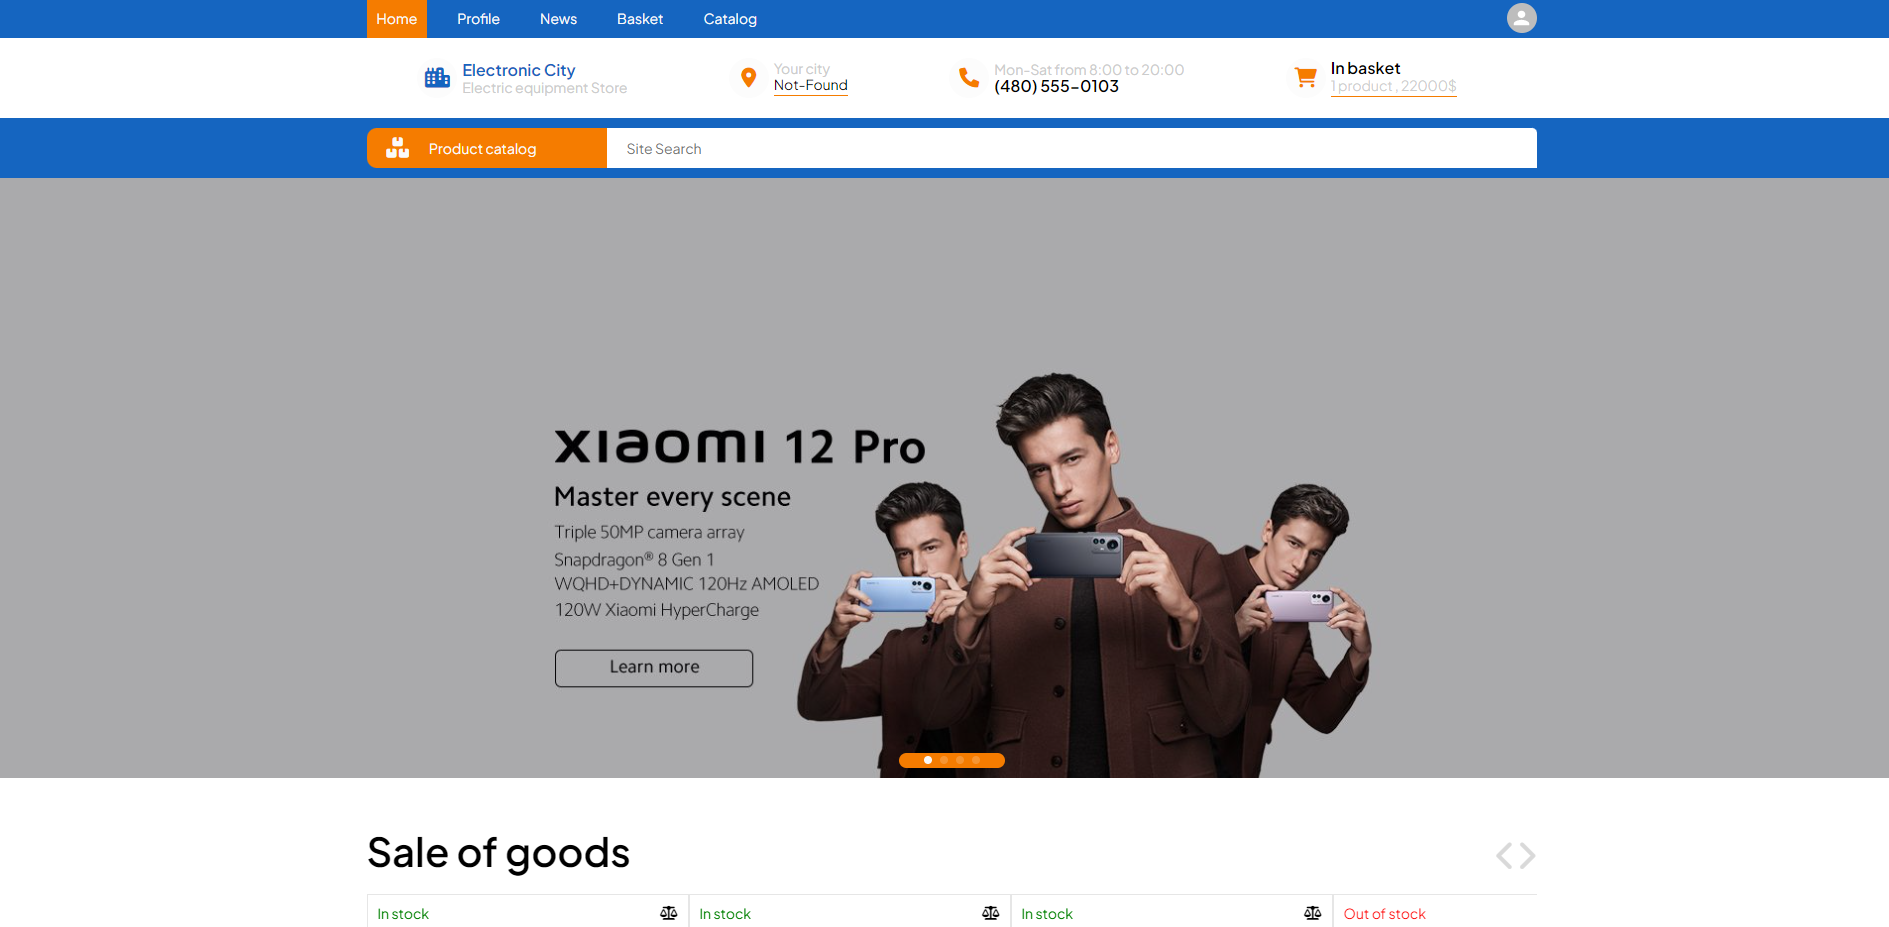 Home
Profile
News
Basket
Catalog
Electronic City
Electric equipment Store
Your city
Not-Found
Mon-Sat from 8:00 to 20:00
(480) 555-0103
In basket
1 product , 22000$
Product catalog
Site Search
xiaomi 12 Pro
Master every scene
Triple 50MP camera array
Snapdragon® 8 Gen 1
WQHD+DYNAMIC 120Hz AMOLED
120W Xiaomi HyperCharge
Learn more
Sale of goods
In stock
In stock
In stock
Out of stock